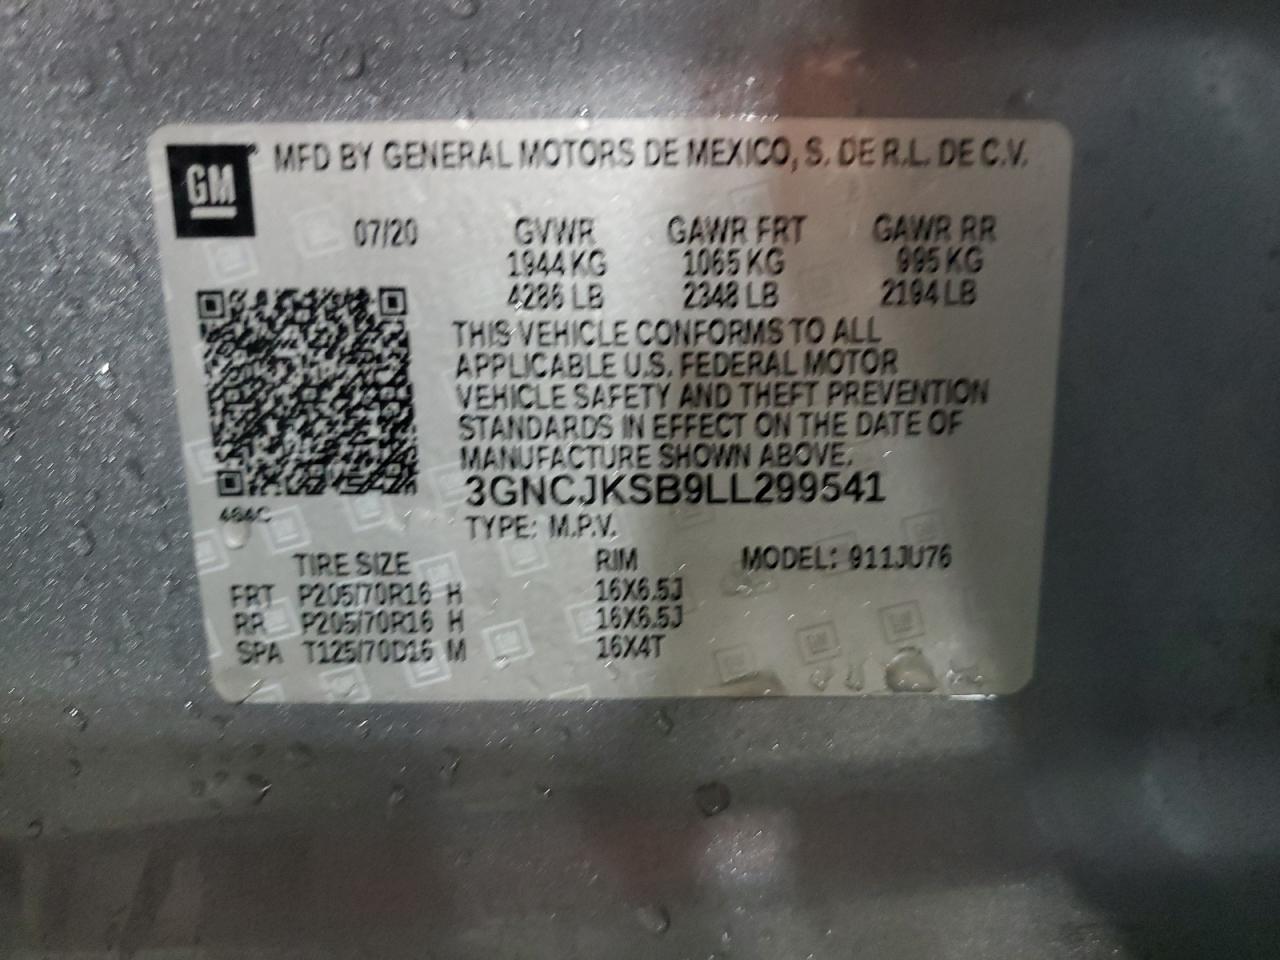 GM
MFD BY GENERAL MOTORS DE MEXICO, S. DE R.L. DE C.V.
07/20 GVWR GAWR FRT GAWR RR
1944 KG 1065 KG 995 KG
4286 LB 2348 LB 2194 LB
THIS VEHICLE CONFORMS TO ALL
APPLICABLE U.S. FEDERAL MOTOR
VEHICLE SAFETY AND THEFT PREVENTION
STANDARDS IN EFFECT ON THE DATE OF
MANUFACTURE SHOWN ABOVE.
3GNCJKSB9LL299541
464C
TYPE: M.P.V.
TIRE SIZE RIM MODEL: 911JU76
FRT P205/70R16 H 16X6.5J
RR P205/70R16 H 16X6.5J
SPA T125/70D16 M 16X4T